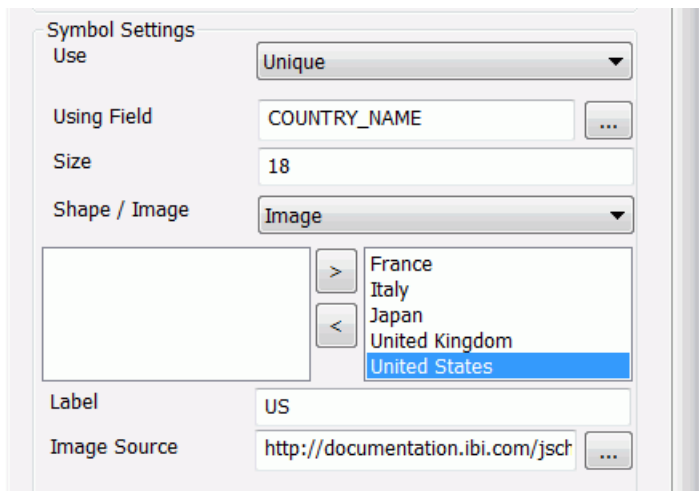 Symbol Settings
Use
Unique
Using Field
COUNTRY_NAME
...
Size
18
Shape / Image
Image
>
<
France
Italy
Japan
United Kingdom
United States
Label
US
Image Source
http://documentation.ibi.com/jsch
...